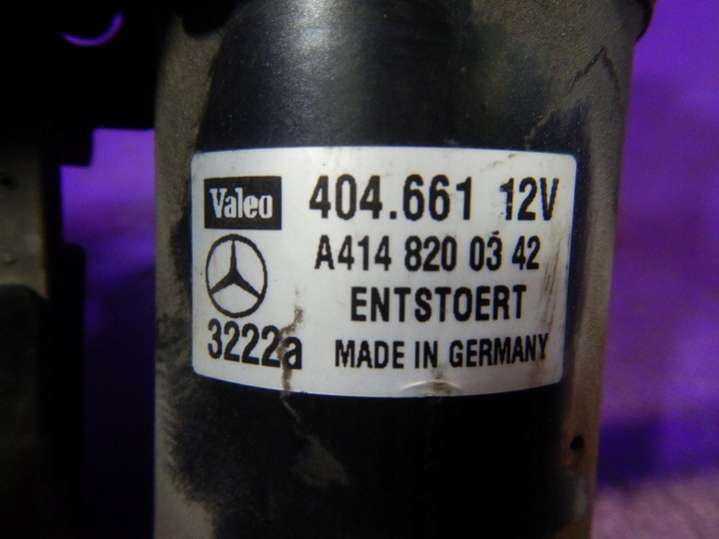 Valeo 404.661 12V
A414 820 03 42
ENTSTOERT
3222a MADE IN GERMANY